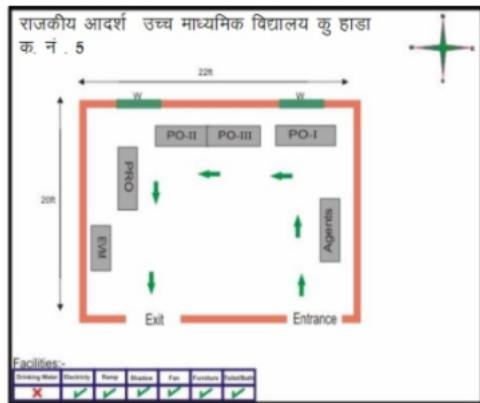 राजकीय आदर्श उच्च माध्यमिक विद्यालय कु हाडा
क. नं . 5
22ft
W W
PO-II PO-III PO-I
PRO
20ft
Agents
EVM
Exit Entrance
Facilities:-
Drinking Water Electricity Ramp Shadow Fan Furniture Toilet/Bath